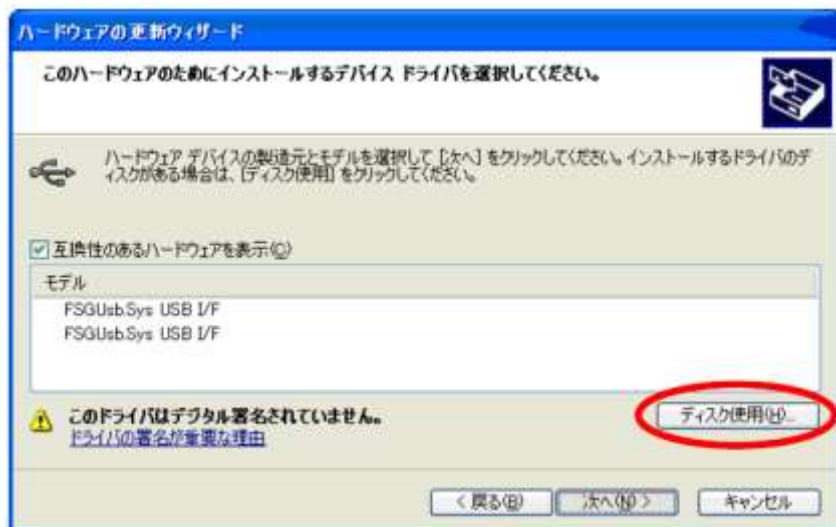 ハードウェアの更新ウィザード
このハードウェアのためにインストールするデバイス ドライバを選択してください。
ハードウェア デバイスの製造元とモデルを選択して [次へ] をクリックしてください。インストールするドライバのデ
ィスクがある場合は、[ディスク使用] をクリックしてください。
互換性のあるハードウェアを表示(C)
モデル
FSGUsb.Sys USB I/F
FSGUsb.Sys USB I/F
このドライバはデジタル署名されていません。
ドライバの署名が重要な理由
ディスク使用(H)...
< 戻る(B)
次へ(N) >
キャンセル